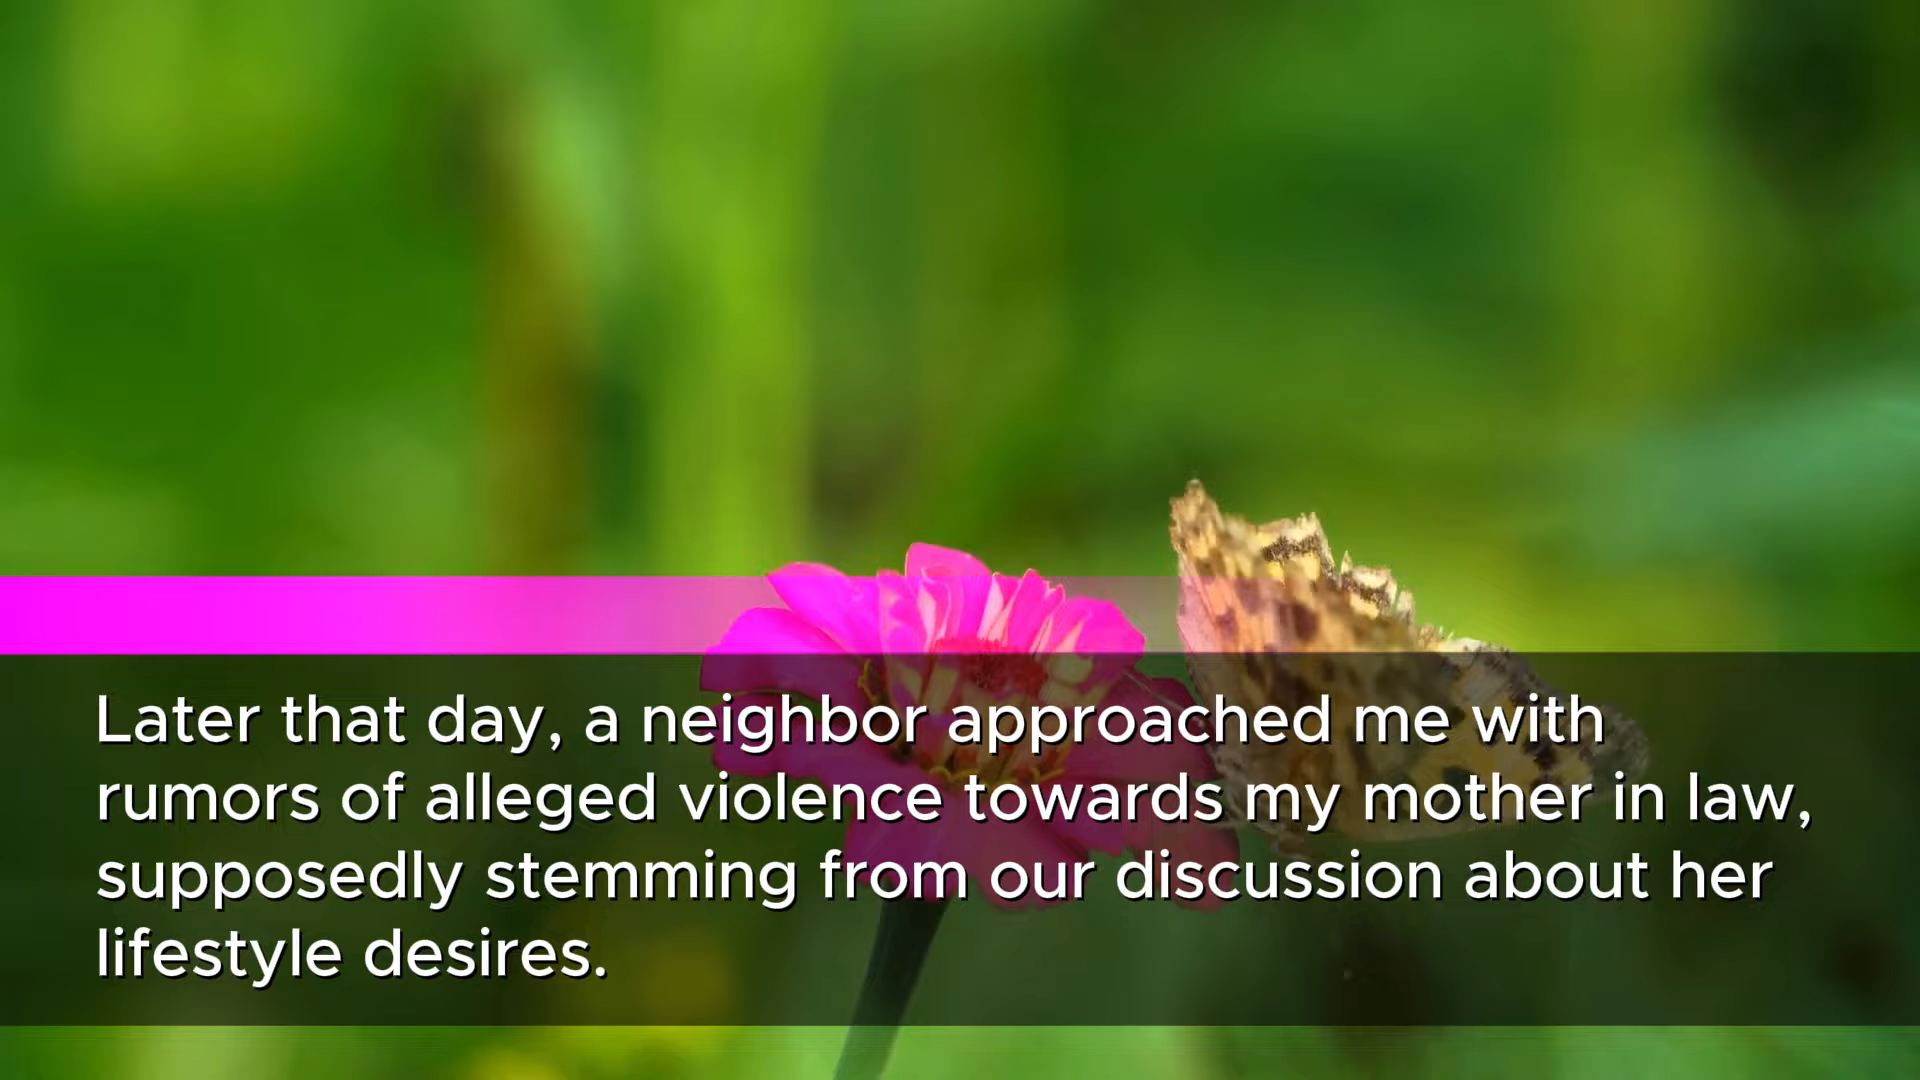 Later that day, a neighbor approached me with
rumors of alleged violence towards my mother in law,
supposedly stemming from our discussion about her
lifestyle desires.